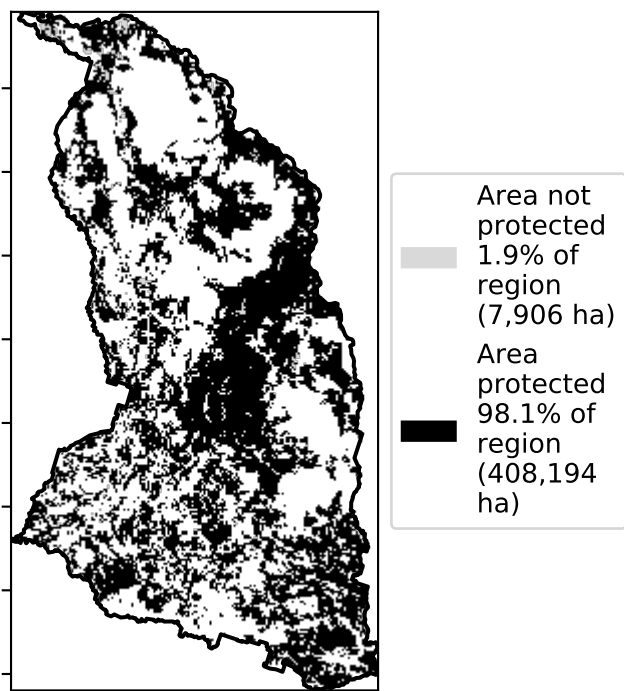 Area not
protected
1.9% of
region
(7,906 ha)
Area
protected
98.1% of
region
(408,194
ha)